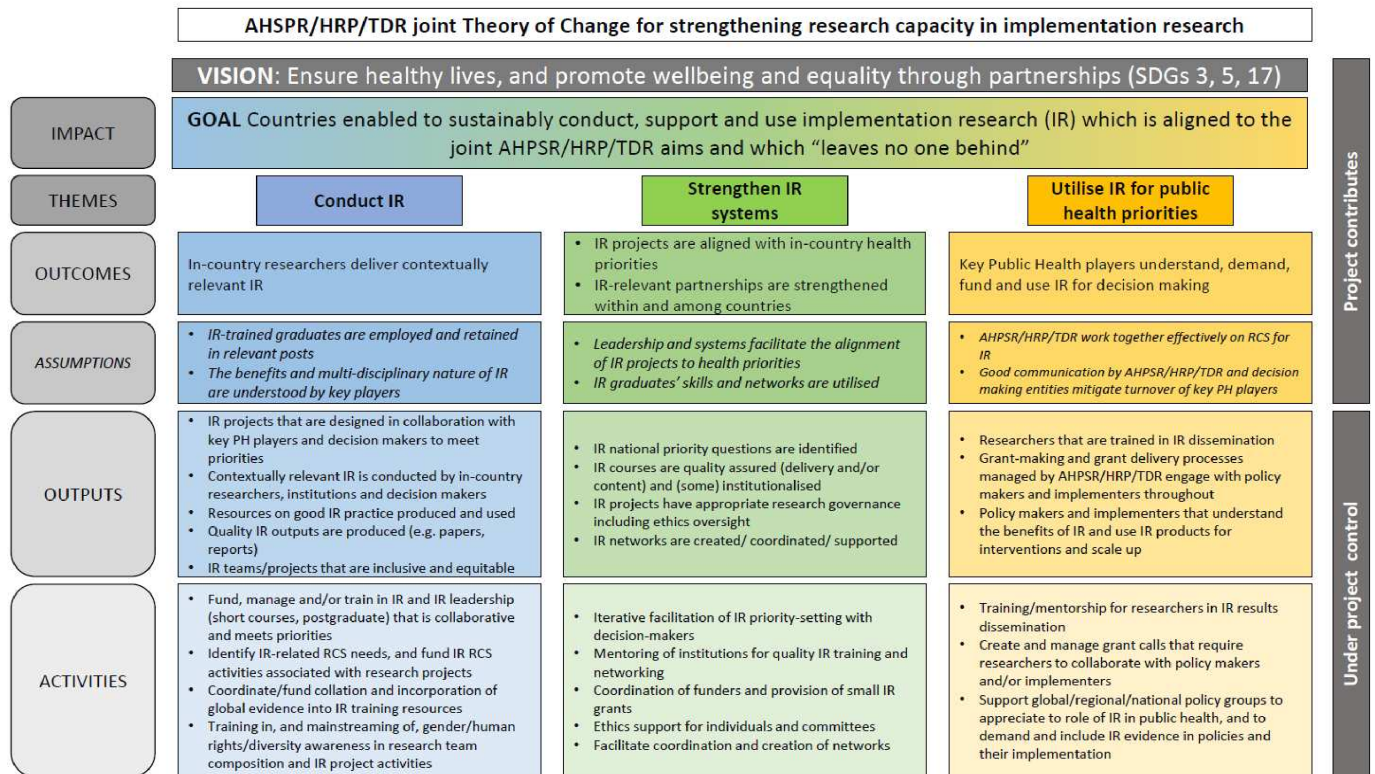 AHSPR/HRP/TDR joint Theory of Change for strengthening research capacity in implementation research
VISION: Ensure healthy lives, and promote wellbeing and equality through partnerships (SDGs 3, 5, 17)
IMPACT
GOAL Countries enabled to sustainably conduct, support and use implementation research (IR) which is aligned to the
joint AHPSR/HRP/TDR aims and which “leaves no one behind”
THEMES
Conduct IR
Strengthen IR
systems
Utilise IR for public
health priorities
OUTCOMES
In-country researchers deliver contextually
relevant IR
• IR projects are aligned with in-country health
priorities
• IR-relevant partnerships are strengthened
within and among countries
Key Public Health players understand, demand,
fund and use IR for decision making
ASSUMPTIONS
• IR-trained graduates are employed and retained
in relevant posts
• The benefits and multi-disciplinary nature of IR
are understood by key players
• Leadership and systems facilitate the alignment
of IR projects to health priorities
• IR graduates’ skills and networks are utilised
• AHPSR/HRP/TDR work together effectively on RCS for
IR
• Good communication by AHPSR/HRP/TDR and decision
making entities mitigate turnover of key PH players
Project contributes
OUTPUTS
• IR projects that are designed in collaboration with
key PH players and decision makers to meet
priorities
• Contextually relevant IR is conducted by in-country
researchers, institutions and decision makers
• Resources on good IR practice produced and used
• Quality IR outputs are produced (e.g. papers,
reports)
• IR teams/projects that are inclusive and equitable
• IR national priority questions are identified
• IR courses are quality assured (delivery and/or
content) and (some) institutionalised
• IR projects have appropriate research governance
including ethics oversight
• IR networks are created/ coordinated/ supported
• Researchers that are trained in IR dissemination
• Grant-making and grant delivery processes
managed by AHPSR/HRP/TDR engage with policy
makers and implementers throughout
• Policy makers and implementers that understand
the benefits of IR and use IR products for
interventions and scale up
ACTIVITIES
• Fund, manage and/or train in IR and IR leadership
(short courses, postgraduate) that is collaborative
and meets priorities
• Identify IR-related RCS needs, and fund IR RCS
activities associated with research projects
• Coordinate/fund collation and incorporation of
global evidence into IR training resources
• Training in, and mainstreaming of, gender/human
rights/diversity awareness in research team
composition and IR project activities
• Iterative facilitation of IR priority-setting with
decision-makers
• Mentoring of institutions for quality IR training and
networking
• Coordination of funders and provision of small IR
grants
• Ethics support for individuals and committees
• Facilitate coordination and creation of networks
• Training/mentorship for researchers in IR results
dissemination
• Create and manage grant calls that require
researchers to collaborate with policy makers
and/or implementers
• Support global/regional/national policy groups to
appreciate to role of IR in public health, and to
demand and include IR evidence in policies and
their implementation
Under project control